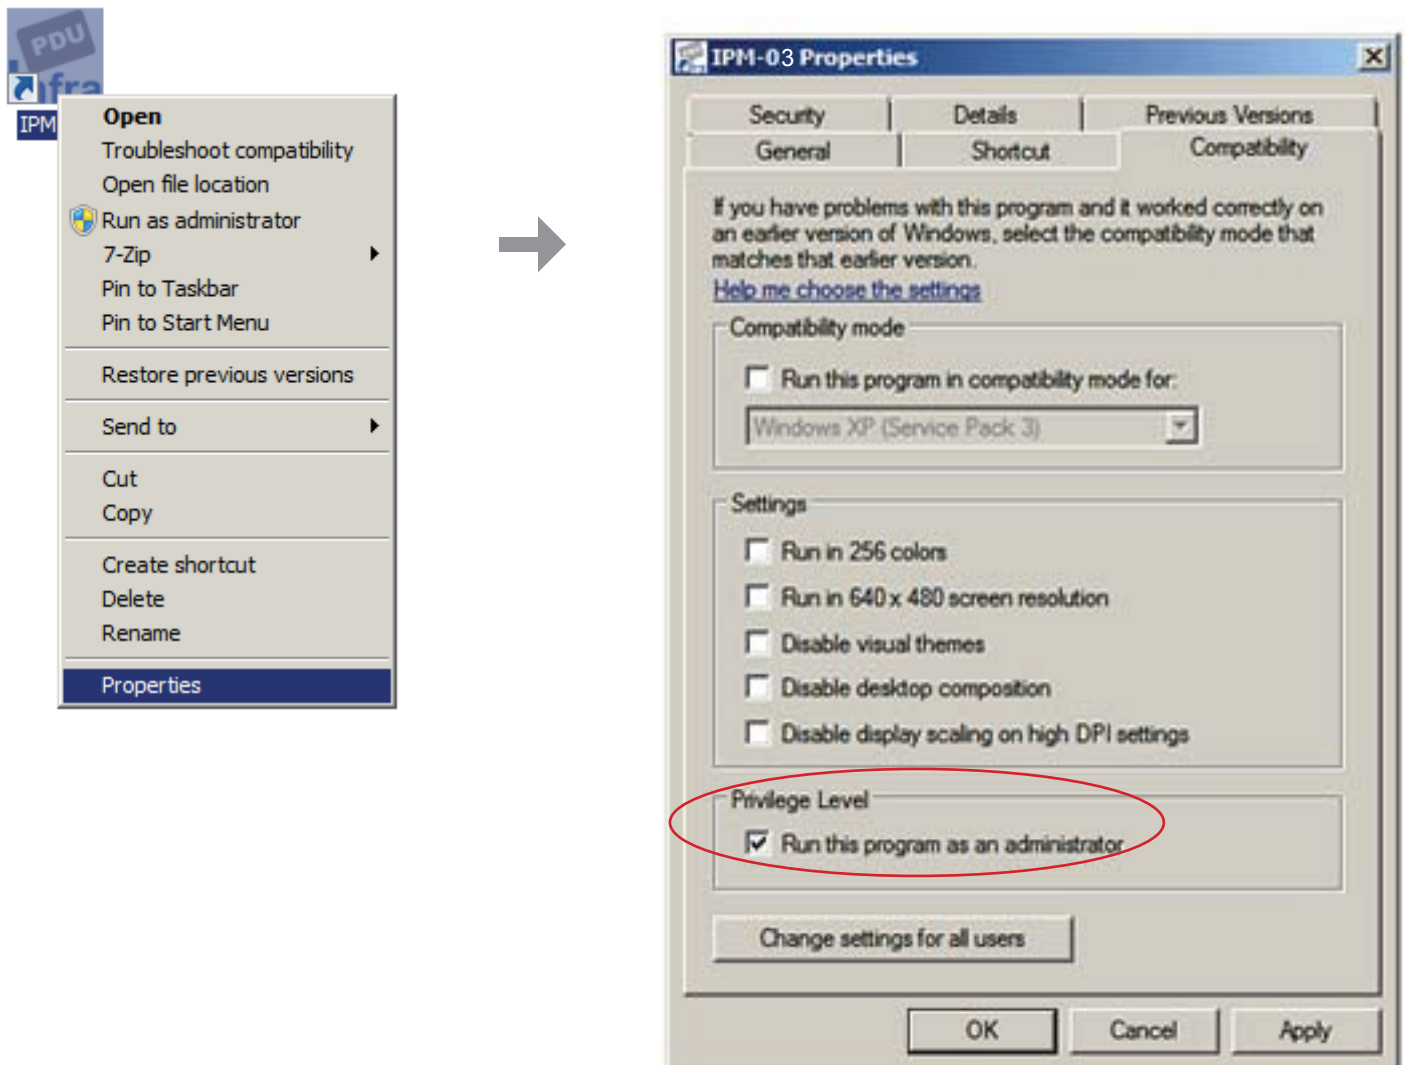 PDU
infra
IPM
Open
Troubleshoot compatibility
Open file location
Run as administrator
7-Zip
Pin to Taskbar
Pin to Start Menu
Restore previous versions
Send to
Cut
Copy
Create shortcut
Delete
Rename
Properties
IPM-03 Properties
Security Details Previous Versions
General Shortcut Compatibility
If you have problems with this program and it worked correctly on
an earlier version of Windows, select the compatibility mode that
matches that earlier version.
Help me choose the settings
Compatibility mode
Run this program in compatibility mode for:
Windows XP (Service Pack 3)
Settings
Run in 256 colors
Run in 640 x 480 screen resolution
Disable visual themes
Disable desktop composition
Disable display scaling on high DPI settings
Privilege Level
Run this program as an administrator
Change settings for all users
OK Cancel Apply